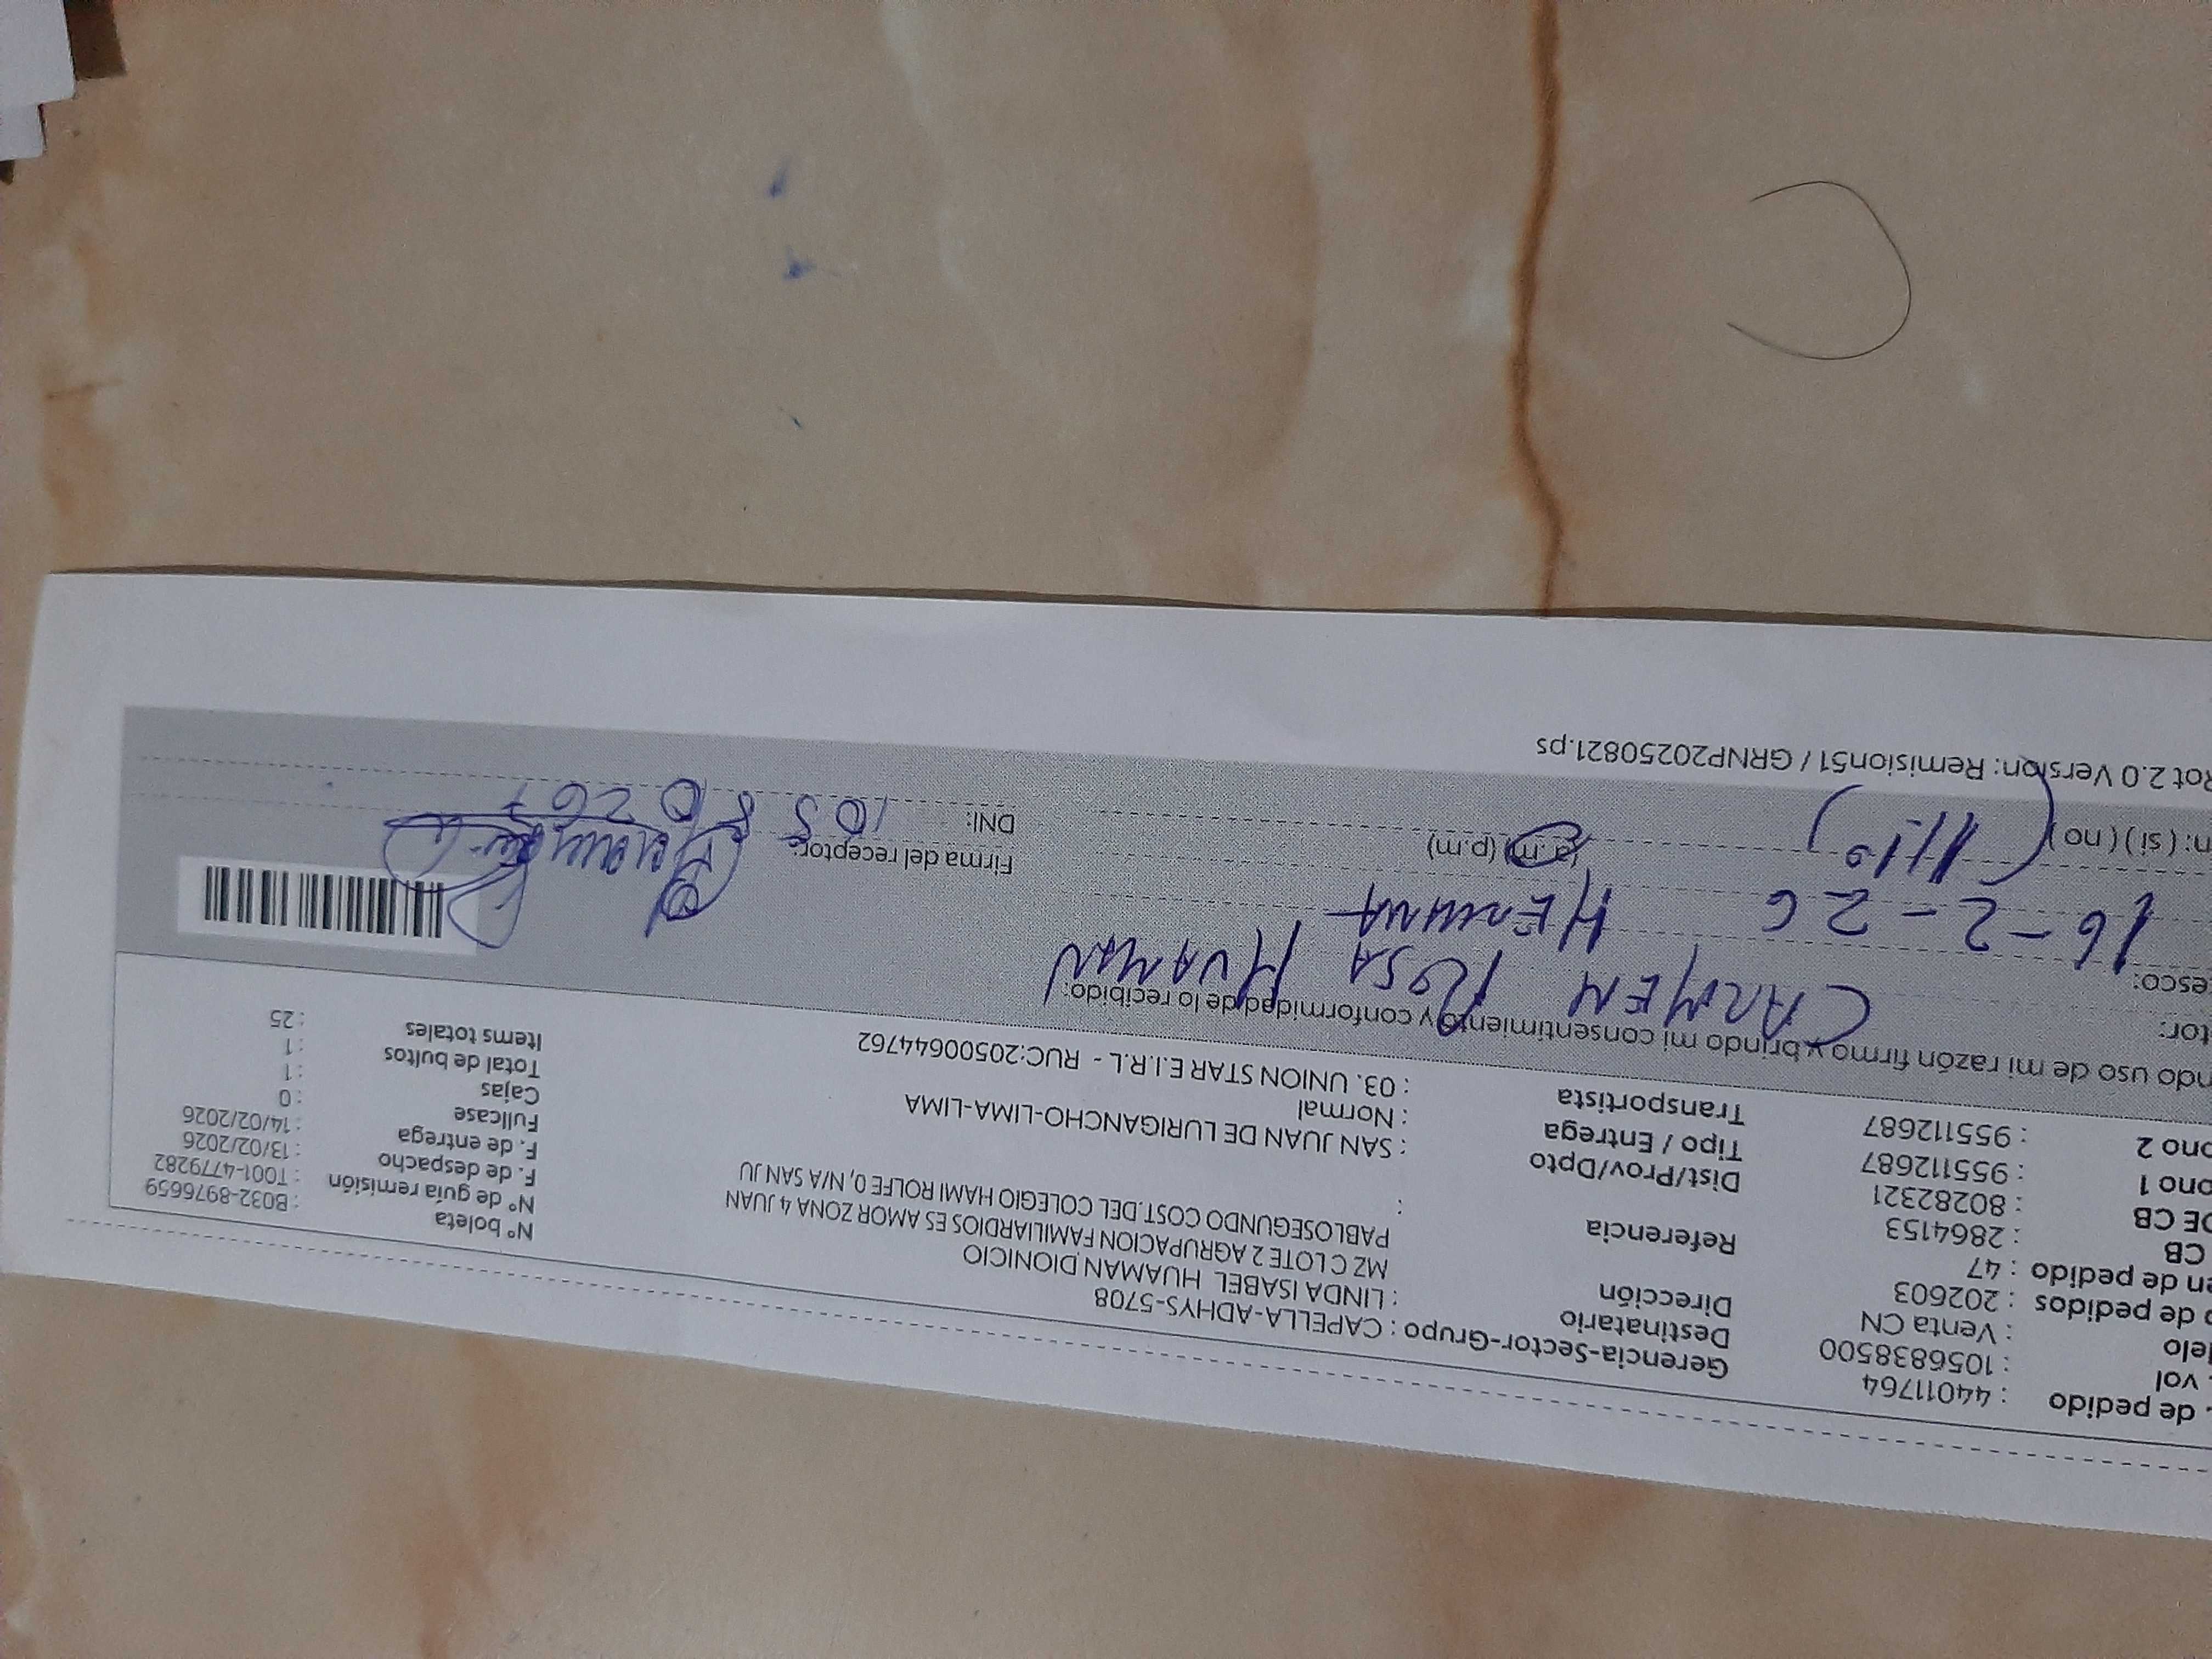 . de pedido : 44011764
. vol : 1056838500
elo : Venta CN
o de pedidos : 202603
en de pedido : 47
CB : 2864153
DE CB : 80282321
ono 1 : 955112687
ono 2 : 955112687
Gerencia-Sector-Grupo : CAPELLA-ADHYS-5708
Destinatario : LINDA ISABEL HUAMAN DIONICIO
Dirección MZ C LOTE 2 AGRUPACION FAMILIARDIOS ES AMOR ZONA 4 JUAN
PABLOSEGUNDO COST.DEL COLEGIO HAMI ROLFE 0, N/A SAN JU
Referencia :
Dist/Prov/Dpto : SAN JUAN DE LURIGANCHO-LIMA-LIMA
Tipo / Entrega : Normal
Transportista : 03. UNION STAR E.I.R.L - RUC:20500644762
N° boleta : B032-8976659
N° de guía remisión : T001-4779282
F. de despacho : 13/02/2026
F. de entrega : 14/02/2026
Fullcase : 0
Cajas : 1
Total de bultos : 1
Items totales : 25
ndo uso de mi razón firmo y brindo mi consentimiento y conformidad de lo recibido:
tor: CARMEN ROSA HUAMAN
esco: HERMANA
16-2-26
11:10 (a.m) (p.m)
Firma del receptor:
n: ( si ) ( no )
DNI:
Rot 2.0 Version: Remision51 / GRNP20250821.ps